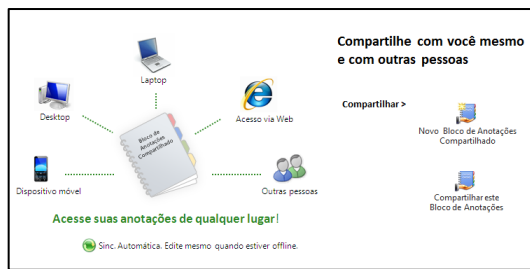 Compartilhe com você mesmo
e com outras pessoas
Laptop
Desktop
Acesso via Web
Bloco de
Anotações
Compartilhado
Dispositivo móvel
Outras pessoas
Acesse suas anotações de qualquer lugar!
Sinc. Automática. Edite mesmo quando estiver offline.
Compartilhar >
Novo Bloco de Anotações
Compartilhado
Compartilhar este
Bloco de Anotações